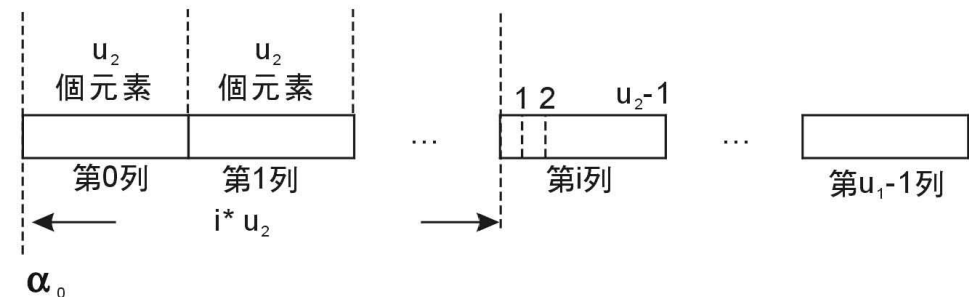 u₂ u₂
個元素 個元素
1 2 u₂-1
... ...
第0列 第1列 第i列 第u₁-1列
i* u₂
α₀